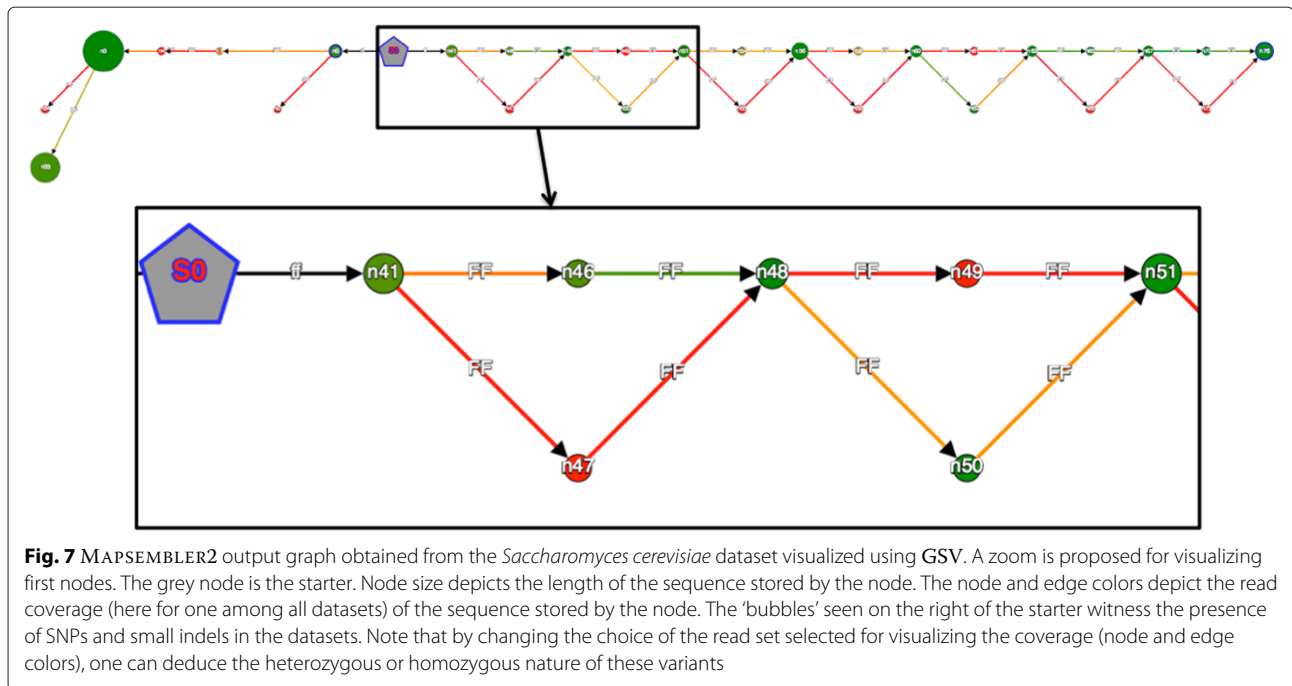 S0
S0
ff
n41
FF
n46
FF
n48
FF
n49
FF
n51
FF
FF
FF
FF
n47
n50
Fig. 7 MAPSEMBLER2 output graph obtained from the Saccharomyces cerevisiae dataset visualized using GSV. A zoom is proposed for visualizing
first nodes. The grey node is the starter. Node size depicts the length of the sequence stored by the node. The node and edge colors depict the read
coverage (here for one among all datasets) of the sequence stored by the node. The ‘bubbles’ seen on the right of the starter witness the presence
of SNPs and small indels in the datasets. Note that by changing the choice of the read set selected for visualizing the coverage (node and edge
colors), one can deduce the heterozygous or homozygous nature of these variants